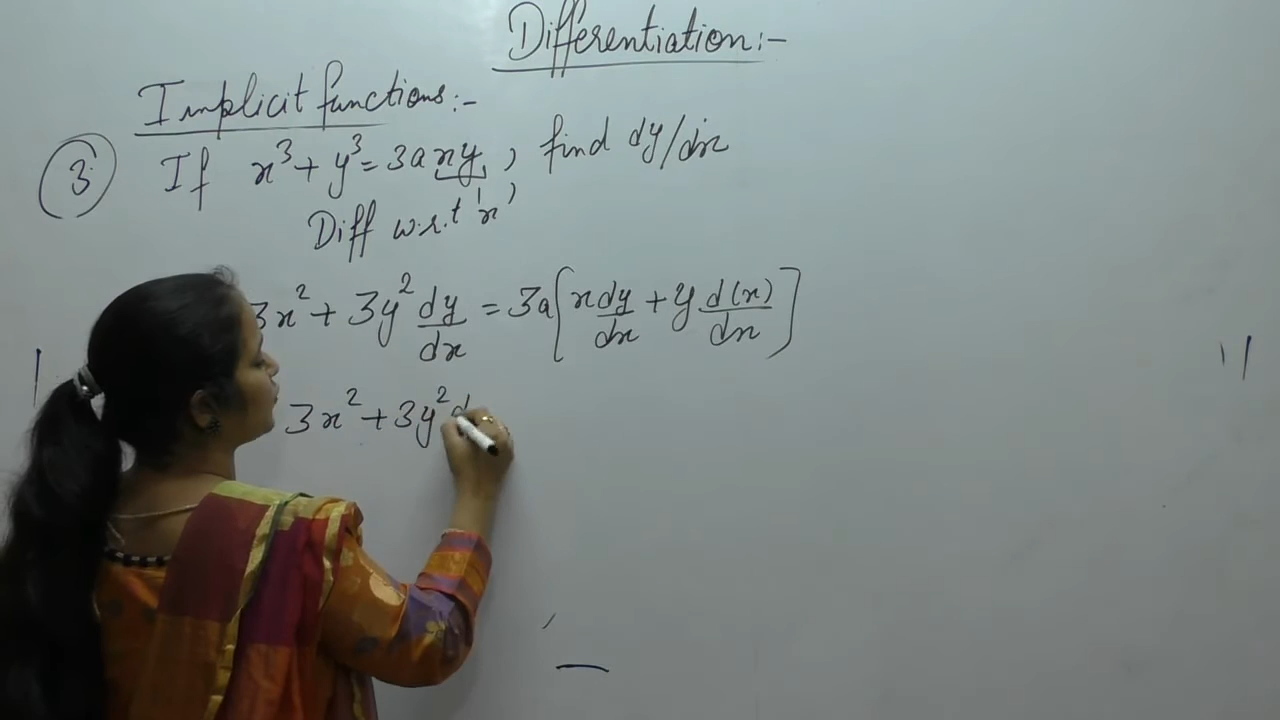 Differentiation:-
Implicit functions:-
③ If x³ + y³ = 3axy, find dy/dx
Diff w.r.t 'x'
3x² + 3y² dy/dx = 3a[x dy/dx + y d(x)/dx]
3x² + 3y² d